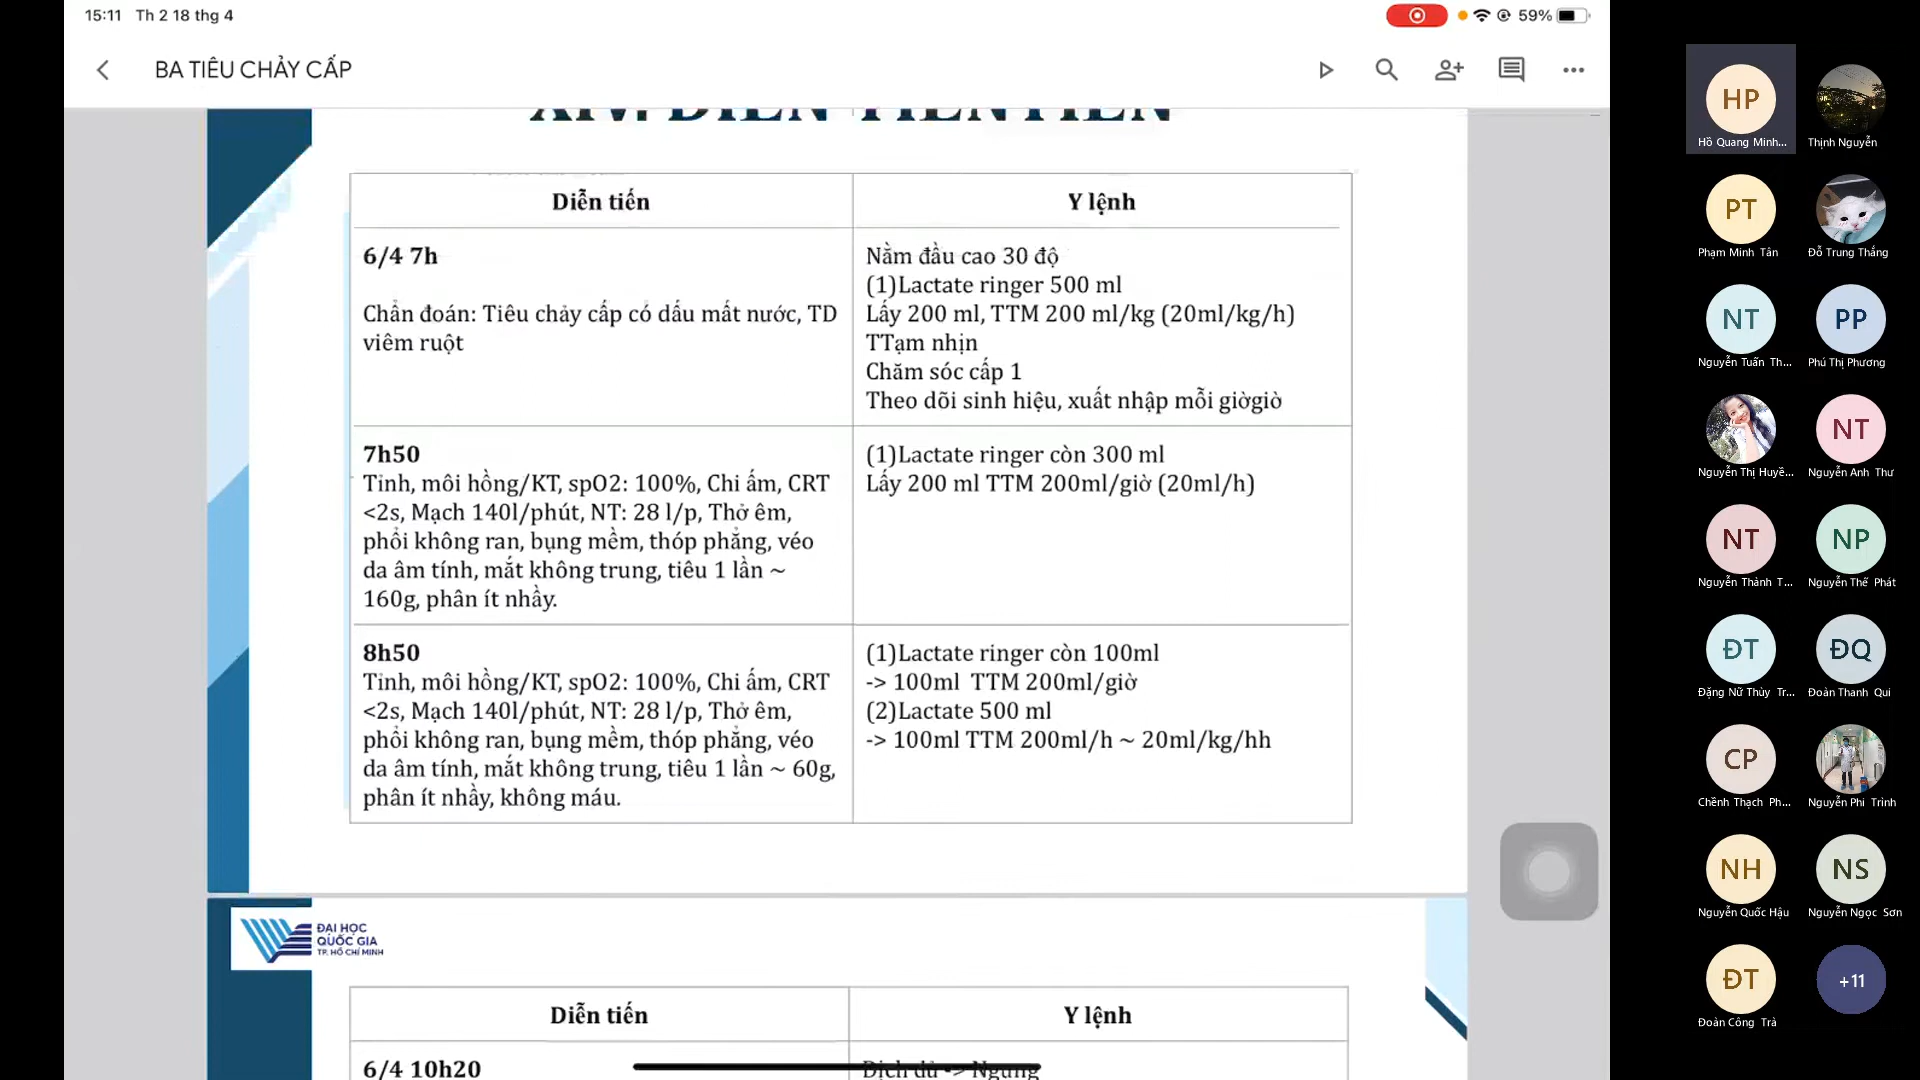 15:11 Th 2 18 thg 4
59%
BA TIÊU CHẢY CẤP
XIV. DIỄN TIẾN TIẾN
Diễn tiến
Y lệnh
6/4 7h
Chẩn đoán: Tiêu chảy cấp có dấu mất nước, TD
viêm ruột
Nằm đầu cao 30 độ
(1)Lactate ringer 500 ml
Lấy 200 ml, TTM 200 ml/kg (20ml/kg/h)
TTạm nhịn
Chăm sóc cấp 1
Theo dõi sinh hiệu, xuất nhập mỗi giờgiờ
7h50
Tỉnh, môi hồng/KT, spO2: 100%, Chi ấm, CRT
<2s, Mạch 140l/phút, NT: 28 l/p, Thở êm,
phổi không ran, bụng mềm, thóp phẳng, véo
da âm tính, mắt không trung, tiêu 1 lần ~
160g, phân ít nhầy.
(1)Lactate ringer còn 300 ml
Lấy 200 ml TTM 200ml/giờ (20ml/h)
8h50
Tỉnh, môi hồng/KT, spO2: 100%, Chi ấm, CRT
<2s, Mạch 140l/phút, NT: 28 l/p, Thở êm,
phổi không ran, bụng mềm, thóp phẳng, véo
da âm tính, mắt không trung, tiêu 1 lần ~ 60g,
phân ít nhầy, không máu.
(1)Lactate ringer còn 100ml
-> 100ml TTM 200ml/giờ
(2)Lactate 500 ml
-> 100ml TTM 200ml/h ~ 20ml/kg/hh
ĐẠI HỌC
QUỐC GIA
TP. HỒ CHÍ MINH
Diễn tiến
Y lệnh
6/4 10h20
Dịch đủ -> Ngưng
HP
Hồ Quang Minh...
Thịnh Nguyễn
PT
Phạm Minh Tân
Đỗ Trung Thắng
NT
Nguyễn Tuấn Th...
PP
Phú Thị Phương
Nguyễn Thị Huyề...
NT
Nguyễn Anh Thư
NT
Nguyễn Thành T...
NP
Nguyễn Thế Phát
ĐT
Đặng Nữ Thùy Tr...
ĐQ
Đoàn Thanh Qui
CP
Chềnh Thạch Ph...
Nguyễn Phi Trình
NH
Nguyễn Quốc Hậu
NS
Nguyễn Ngọc Sơn
ĐT
Đoàn Công Trà
+11